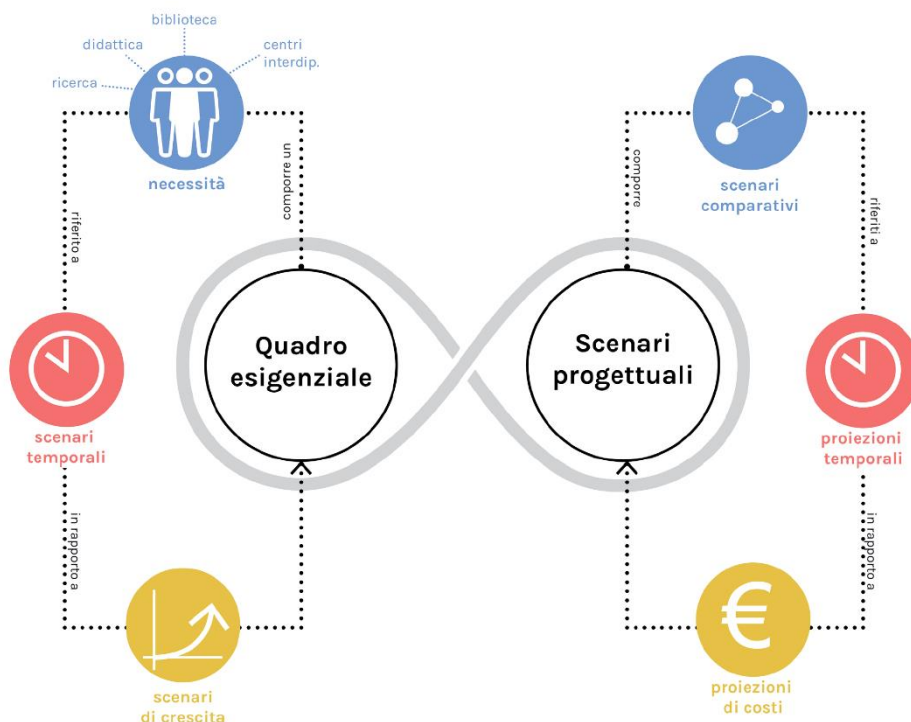 biblioteca
didattica
centri
interdip.
ricerca
necessità
comporre un
riferito a
Quadro
esigenziale
scenari
temporali
in rapporto a
scenari
di crescita
scenari
comparativi
comporre
riferiti a
Scenari
progettuali
proiezioni
temporali
in rapporto a
€
proiezioni
di costi